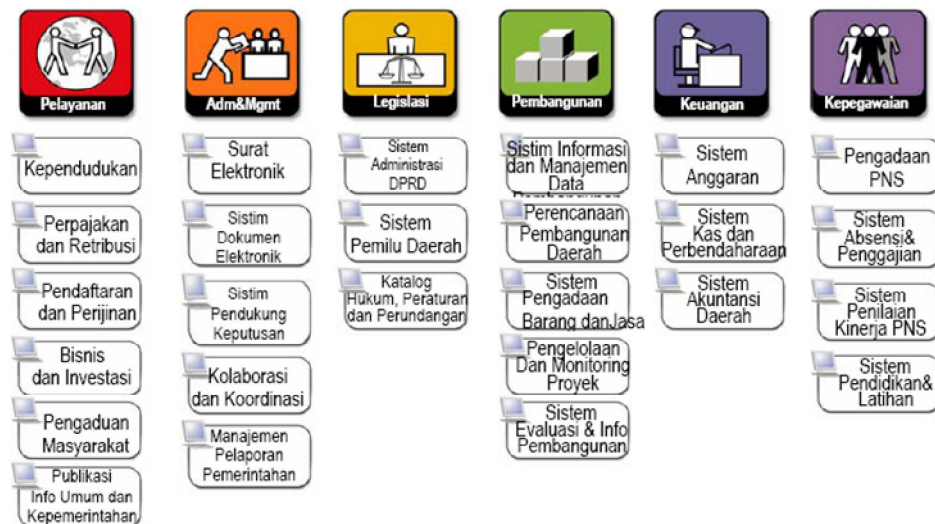 Pelayanan
Kependudukan
Perpajakan
dan Retribusi
Pendaftaran
dan Perijinan
Bisnis
dan Investasi
Pengaduan
Masyarakat
Publikasi
Info Umum dan
Kepemerintahan
Adm&Mgmt
Surat
Elektronik
Sistim
Dokumen
Elektronik
Sistim
Pendukung
Keputusan
Kolaborasi
dan Koordinasi
Manajemen
Pelaporan
Pemerintahan
Legislasi
Sistem
Administrasi
DPRD
Sistem
Pemilu Daerah
Katalog
Hukum, Peraturan
dan Perundangan
Pembangunan
Sistim Informasi
dan Manajemen
Data
Pembangunan
Perencanaan
Pembangunan
Daerah
Sistem
Pengadaan
Barang danJasa
Pengelolaan
Dan Monitoring
Proyek
Sistem
Evaluasi & Info
Pembangunan
Keuangan
Sistem
Anggaran
Sistem
Kas dan
Perbendaharaan
Sistem
Akuntansi
Daerah
Kepegawaian
Pengadaan
PNS
Sistem
Absensi&
Penggajian
Sistem
Penilaian
Kinerja PNS
Sistem
Pendidikan&
Latihan